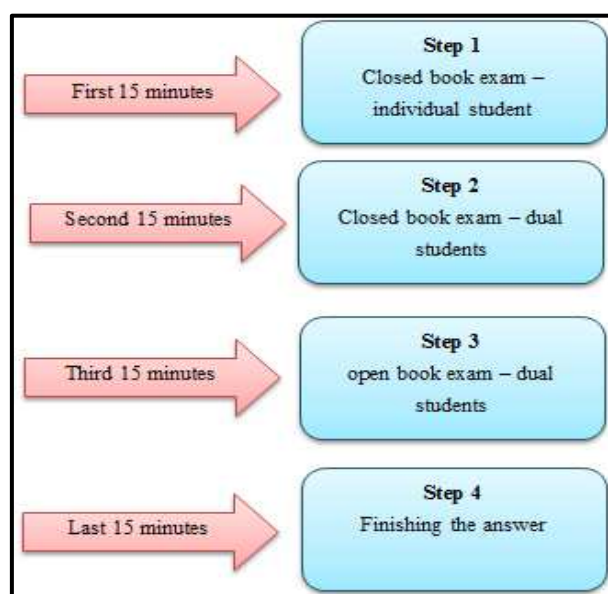 Step 1
First 15 minutes
Closed book exam –
individual student
Step 2
Second 15 minutes
Closed book exam – dual
students
Step 3
Third 15 minutes
open book exam – dual
students
Step 4
Last 15 minutes
Finishing the answer